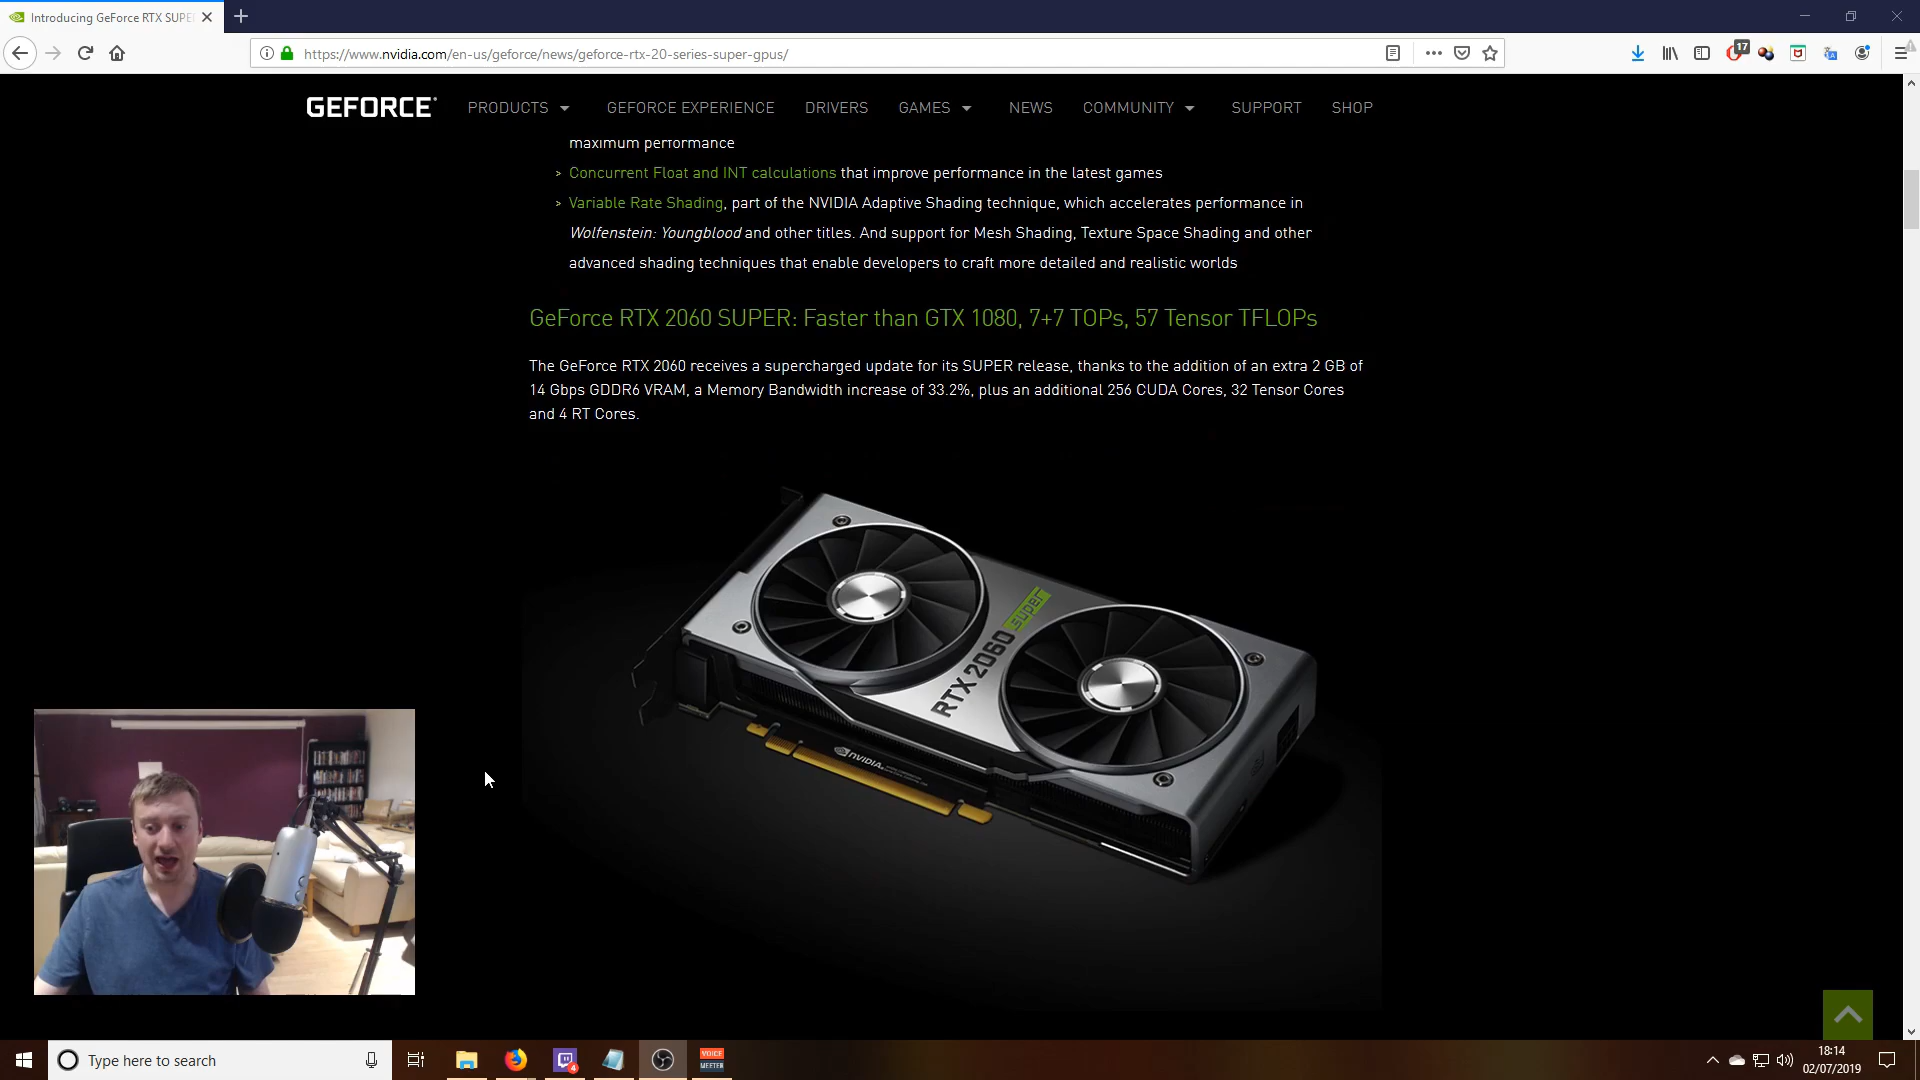 Introducing GeForce RTX SUPE
https://www.nvidia.com/en-us/geforce/news/geforce-rtx-20-series-super-gpus/
17
GEFORCE PRODUCTS GEFORCE EXPERIENCE DRIVERS GAMES NEWS COMMUNITY SUPPORT SHOP
maximum performance
> Concurrent Float and INT calculations that improve performance in the latest games
> Variable Rate Shading, part of the NVIDIA Adaptive Shading technique, which accelerates performance in
Wolfenstein: Youngblood and other titles. And support for Mesh Shading, Texture Space Shading and other
advanced shading techniques that enable developers to craft more detailed and realistic worlds
GeForce RTX 2060 SUPER: Faster than GTX 1080, 7+7 TOPs, 57 Tensor TFLOPs
The GeForce RTX 2060 receives a supercharged update for its SUPER release, thanks to the addition of an extra 2 GB of
14 Gbps GDDR6 VRAM, a Memory Bandwidth increase of 33.2%, plus an additional 256 CUDA Cores, 32 Tensor Cores
and 4 RT Cores.
RTX 2060 SUPER
NVIDIA
Type here to search
4
VOICE
MEETER
18:14
02/07/2019